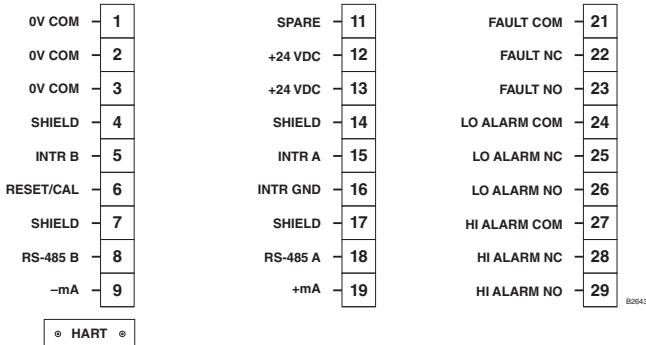 0V COM 1
0V COM 2
0V COM 3
SHIELD 4
INTR B 5
RESET/CAL 6
SHIELD 7
RS-485 B 8
–mA 9
HART
SPARE 11
+24 VDC 12
+24 VDC 13
SHIELD 14
INTR A 15
INTR GND 16
SHIELD 17
RS-485 A 18
+mA 19
FAULT COM 21
FAULT NC 22
FAULT NO 23
LO ALARM COM 24
LO ALARM NC 25
LO ALARM NO 26
HI ALARM COM 27
HI ALARM NC 28
HI ALARM NO 29
B2643